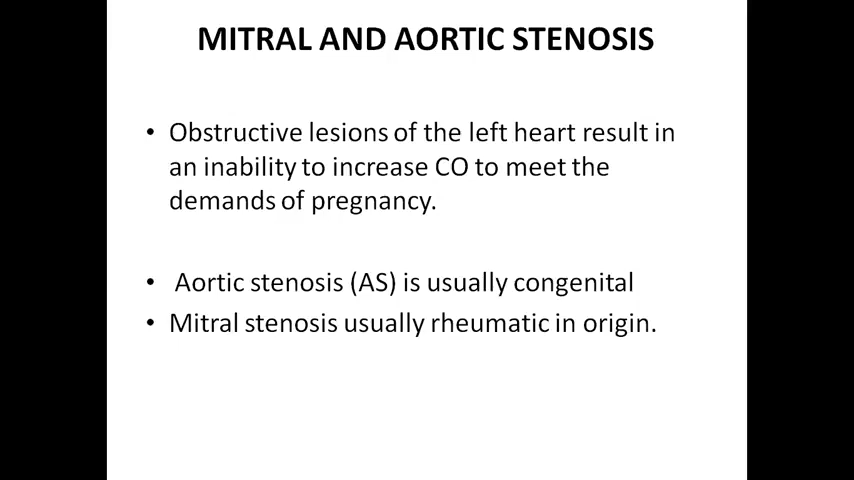 MITRAL AND AORTIC STENOSIS
• Obstructive lesions of the left heart result in
an inability to increase CO to meet the
demands of pregnancy.
• Aortic stenosis (AS) is usually congenital
• Mitral stenosis usually rheumatic in origin.